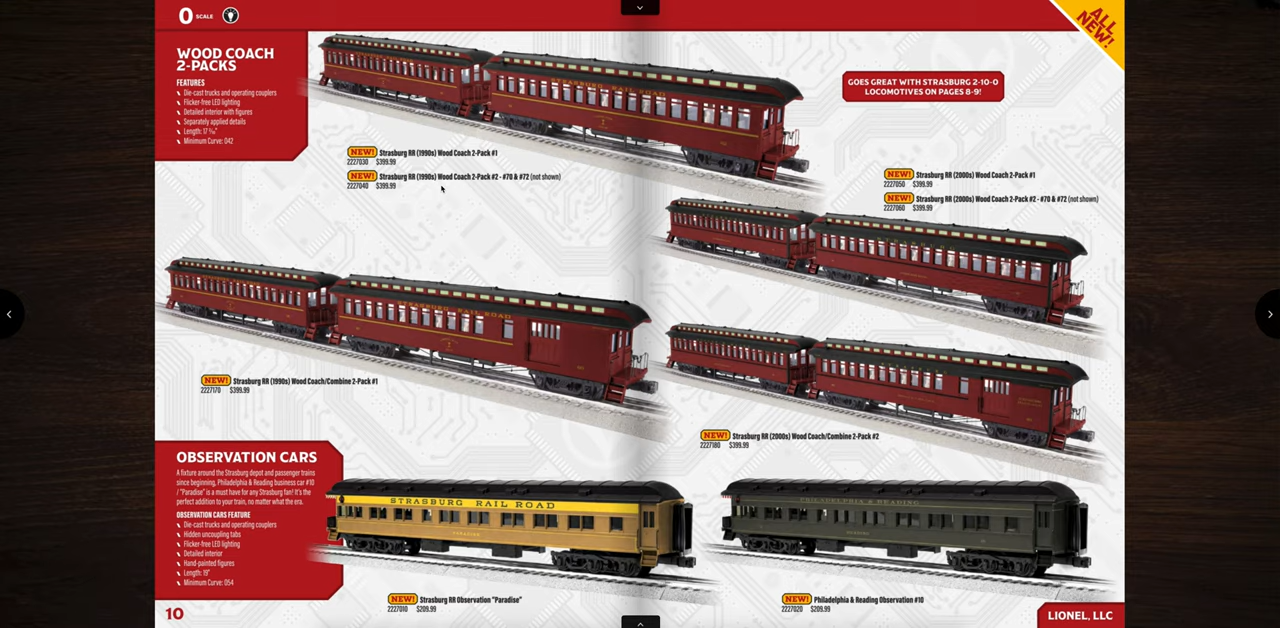 O SCALE
ALL
NEW!
WOOD COACH
2-PACKS
FEATURES
Die-cast trucks and operating couplers
Flicker-free LED lighting
Detailed interior with figures
Separately applied details
Minimum Curve: O42
GOES GREAT WITH STRASBURG 2-10-0
LOCOMOTIVES ON PAGES 8-9!
STRASBURG RAIL ROAD
NEW! Strasburg RR (1990s) Wood Coach 2-Pack #1
2227030 $399.99
NEW! Strasburg RR (1990s) Wood Coach 2-Pack #2 - #70 & #72 (not shown)
2227040 $399.99
NEW! Strasburg RR (2000s) Wood Coach 2-Pack #1
2227050 $399.99
NEW! Strasburg RR (2000s) Wood Coach 2-Pack #2 - #70 & #72 (not shown)
2227060 $399.99
STRASBURG RAIL ROAD
NEW! Strasburg RR (1990s) Wood Coach/Combine 2-Pack #1
2227170 $399.99
NEW! Strasburg RR (2000s) Wood Coach/Combine 2-Pack #2
2227180 $399.99
OBSERVATION CARS
A fixture around the Strasburg depot and passenger trains
since beginning, Philadelphia & Reading business car #10
/ "Paradise" is a must have for any Strasburg fan! It's the
perfect addition to your train, no matter what the era.
OBSERVATION CARS FEATURE
Die-cast trucks and operating couplers
Hidden uncoupling tabs
Flicker-free LED lighting
Detailed interior
Hand-painted figures
Length: 19"
Minimum Curve: O54
STRASBURG RAIL ROAD
PARADISE
PHILADELPHIA & READING
NEW! Strasburg RR Observation "Paradise"
2227010 $209.99
NEW! Philadelphia & Reading Observation #10
2227020 $209.99
10
LIONEL, LLC